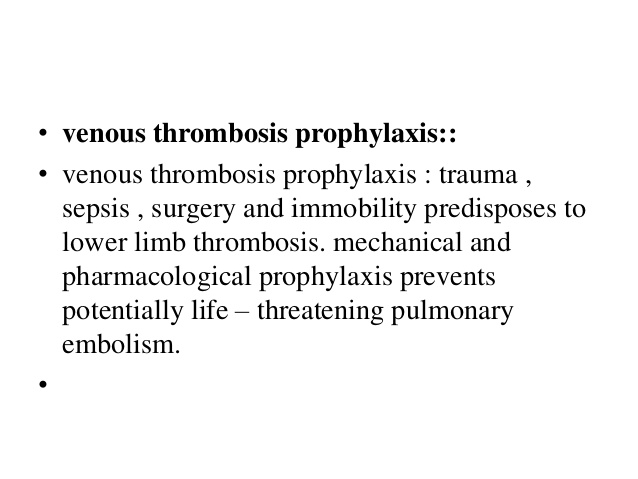 • venous thrombosis prophylaxis::
• venous thrombosis prophylaxis : trauma ,
sepsis , surgery and immobility predisposes to
lower limb thrombosis. mechanical and
pharmacological prophylaxis prevents
potentially life – threatening pulmonary
embolism.
•